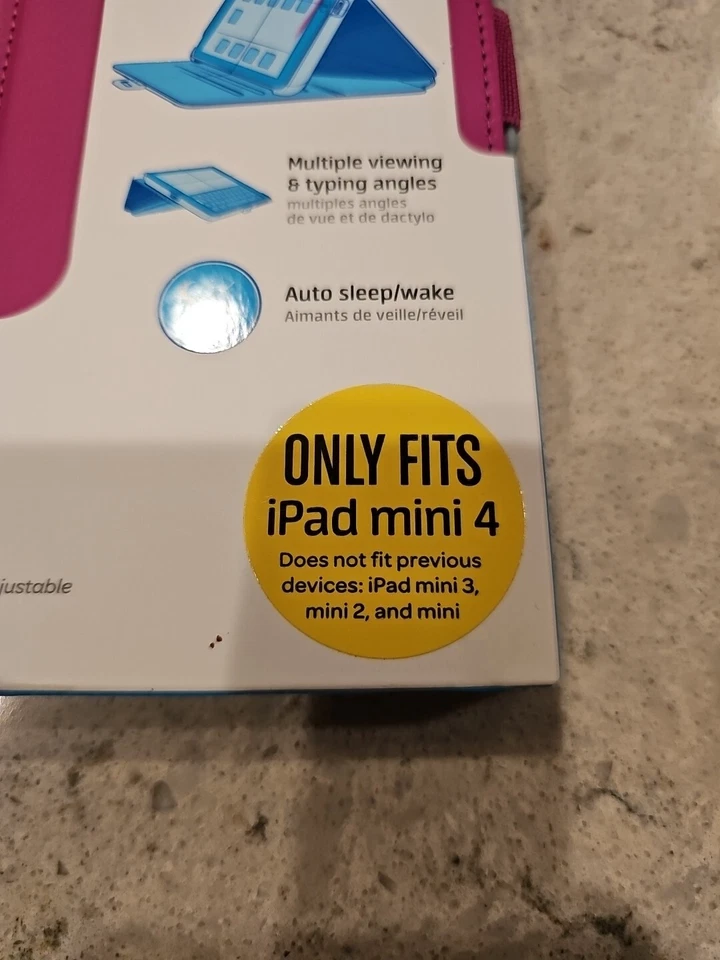 Multiple viewing
& typing angles
multiples angles
de vue et de dactylo
Auto sleep/wake
Aimants de veille/réveil
ONLY FITS
iPad mini 4
Does not fit previous
devices: iPad mini 3,
mini 2, and mini
justable